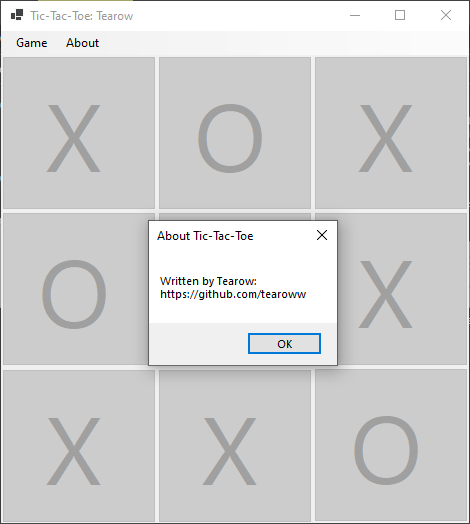 Tic-Tac-Toe: Tearow
Game About
X O X
About Tic-Tac-Toe
Written by Tearow:
https://github.com/tearoww
O X
OK
X X O